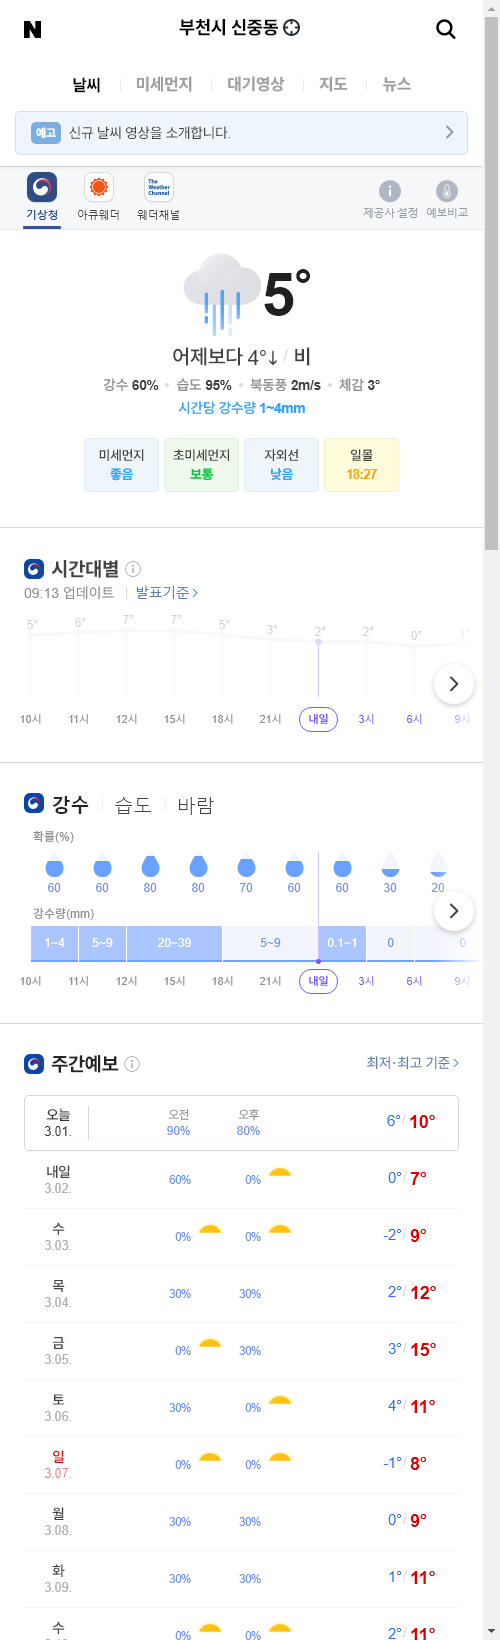 N
부천시 신중동
날씨 미세먼지 대기영상 지도 뉴스
예고 신규 날씨 영상을 소개합니다.
The Weather Channel
기상청 아큐웨더 웨더채널 제공사 설정 예보비교
5°
어제보다 4°↓ / 비
강수 60% • 습도 95% • 북동풍 2m/s • 체감 3°
시간당 강수량 1~4mm
미세먼지 초미세먼지 자외선 일몰
좋음 보통 낮음 18:27
시간대별
09:13 업데이트 발표기준 >
5° 6° 7° 7° 5° 3° 2° 2° 0° 1°
10시 11시 12시 15시 18시 21시 내일 3시 6시 9시
강수 습도 바람
확률(%)
60 60 80 80 70 60 60 30 20
강수량(mm)
1~4 5~9 20~39 5~9 0.1~1 0 0
10시 11시 12시 15시 18시 21시 내일 3시 6시 9시
주간예보 최저·최고 기준 >
오늘 3.01. 오전 90% 오후 80% 6° / 10°
내일 3.02. 60% 0% 0° / 7°
수 3.03. 0% 0% -2° / 9°
목 3.04. 30% 30% 2° / 12°
금 3.05. 0% 30% 3° / 15°
토 3.06. 30% 0% 4° / 11°
일 3.07. 0% 0% -1° / 8°
월 3.08. 30% 30% 0° / 9°
화 3.09. 30% 30% 1° / 11°
수 0% 0% 2° / 11°